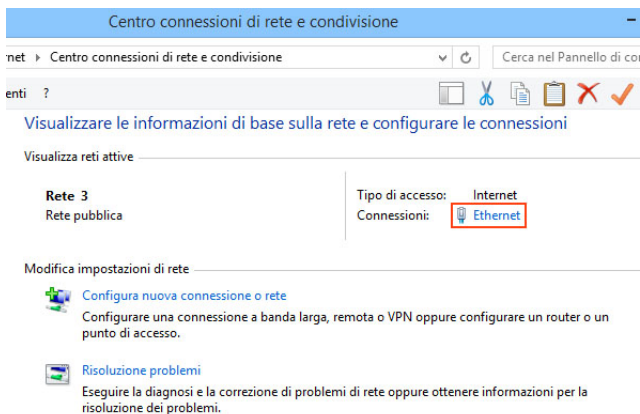 Centro connessioni di rete e condivisione
Centro connessioni di rete e condivisione
Cerca nel Pannello di
?
Visualizzare le informazioni di base sulla rete e configurare le connessioni
Visualizza reti attive
Rete 3
Tipo di accesso: Internet
Rete pubblica
Connessioni: Ethernet
Modifica impostazioni di rete
Configura nuova connessione o rete
Configurare una connessione a banda larga, remota o VPN oppure configurare un router o un
punto di accesso.
Risoluzione problemi
Eseguire la diagnosi e la correzione di problemi di rete oppure ottenere informazioni per la
risoluzione dei problemi.